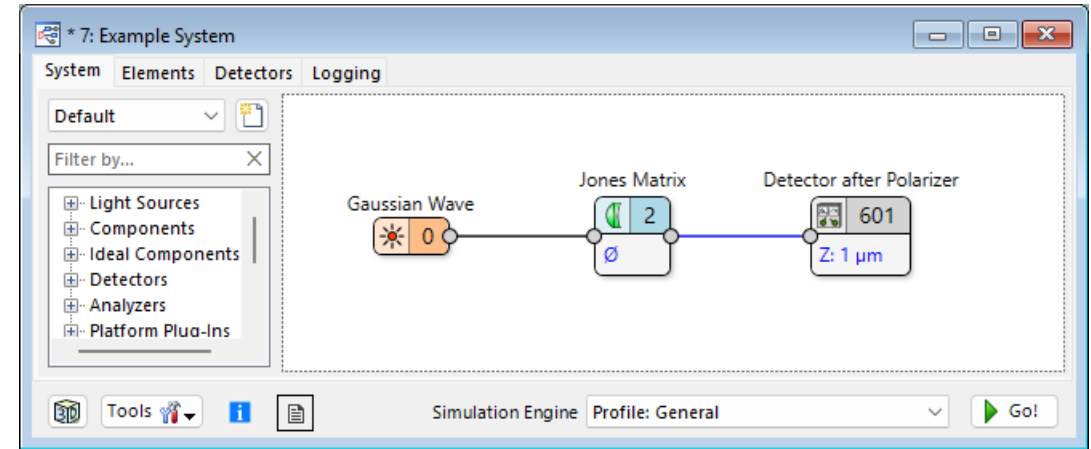 * 7: Example System
System Elements Detectors Logging
Default
Filter by...
Light Sources
Components
Ideal Components
Detectors
Analyzers
Platform Plug-Ins
Gaussian Wave
0
Jones Matrix
2
Ø
Detector after Polarizer
601
Z: 1 µm
3D Tools i Simulation Engine Profile: General Go!